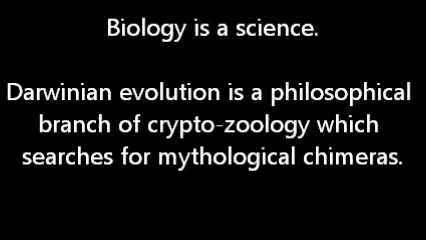 Biology is a science.
Darwinian evolution is a philosophical
branch of crypto-zoology which
searches for mythological chimeras.